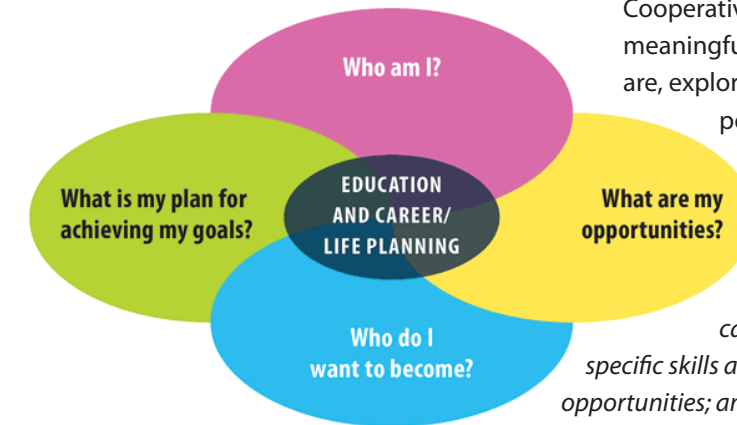 Cooperativ
meaningfu
are, explor
Who am I?
What is my plan for
achieving my goals?
EDUCATION
AND CAREER/
LIFE PLANNING
What are my
opportunities?
Who do I
want to become?
specific skills a
opportunities; a